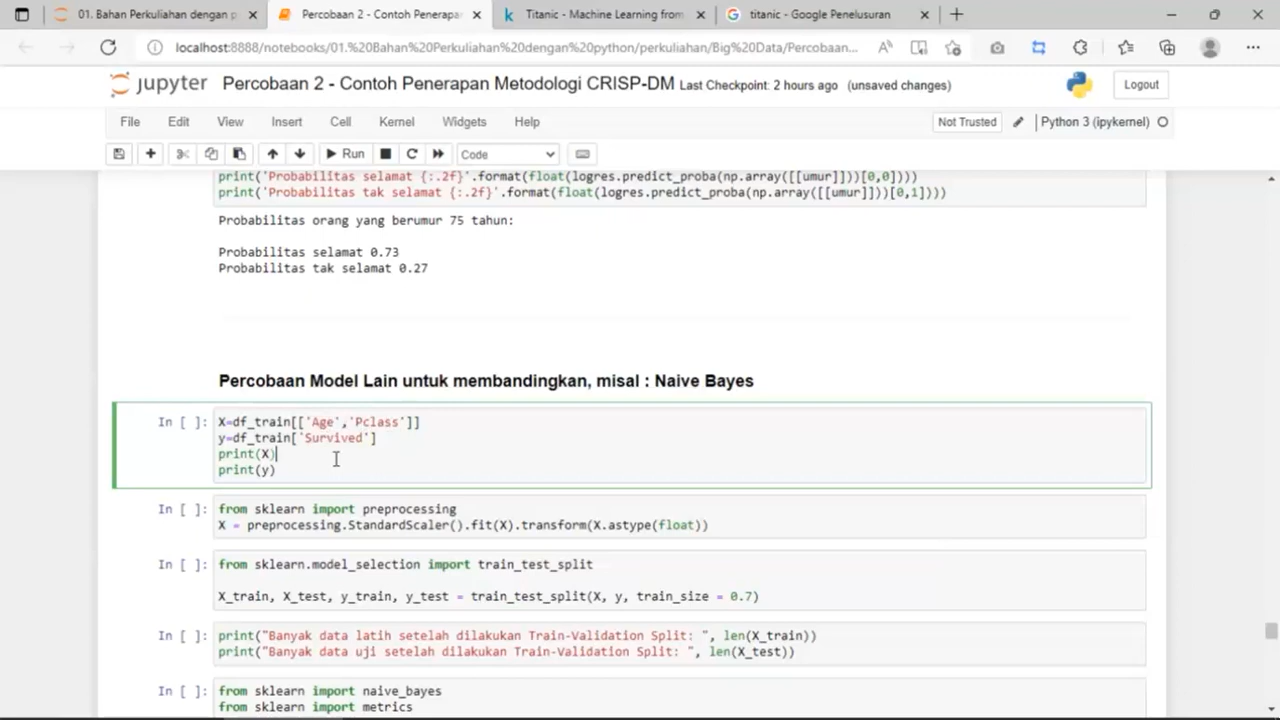 01. Bahan Perkuliahan dengan p
Percobaan 2 - Contoh Penerapa
Titanic - Machine Learning from
titanic - Google Penelusuran
localhost:8888/notebooks/01.%20Bahan%20Perkuliahan%20dengan%20python/perkuliahan/Big%20Data/Percobaan...
jupyter Percobaan 2 - Contoh Penerapan Metodologi CRISP-DM Last Checkpoint: 2 hours ago (unsaved changes)
Logout
File Edit View Insert Cell Kernel Widgets Help
Not Trusted
Python 3 (ipykernel)
Run
Code
print('Probabilitas selamat {:.2f}'.format(float(logres.predict_proba(np.array([[umur]]))[0,0])))
print('Probabilitas tak selamat {:.2f}'.format(float(logres.predict_proba(np.array([[umur]]))[0,1])))
Probabilitas orang yang berumur 75 tahun:
Probabilitas selamat 0.73
Probabilitas tak selamat 0.27
Percobaan Model Lain untuk membandingkan, misal : Naive Bayes
In [ ]: X=df_train[['Age','Pclass']]
y=df_train['Survived']
print(X)
print(y)
In [ ]: from sklearn import preprocessing
X = preprocessing.StandardScaler().fit(X).transform(X.astype(float))
In [ ]: from sklearn.model_selection import train_test_split
X_train, X_test, y_train, y_test = train_test_split(X, y, train_size = 0.7)
In [ ]: print("Banyak data latih setelah dilakukan Train-Validation Split: ", len(X_train))
print("Banyak data uji setelah dilakukan Train-Validation Split: ", len(X_test))
In [ ]: from sklearn import naive_bayes
from sklearn import metrics